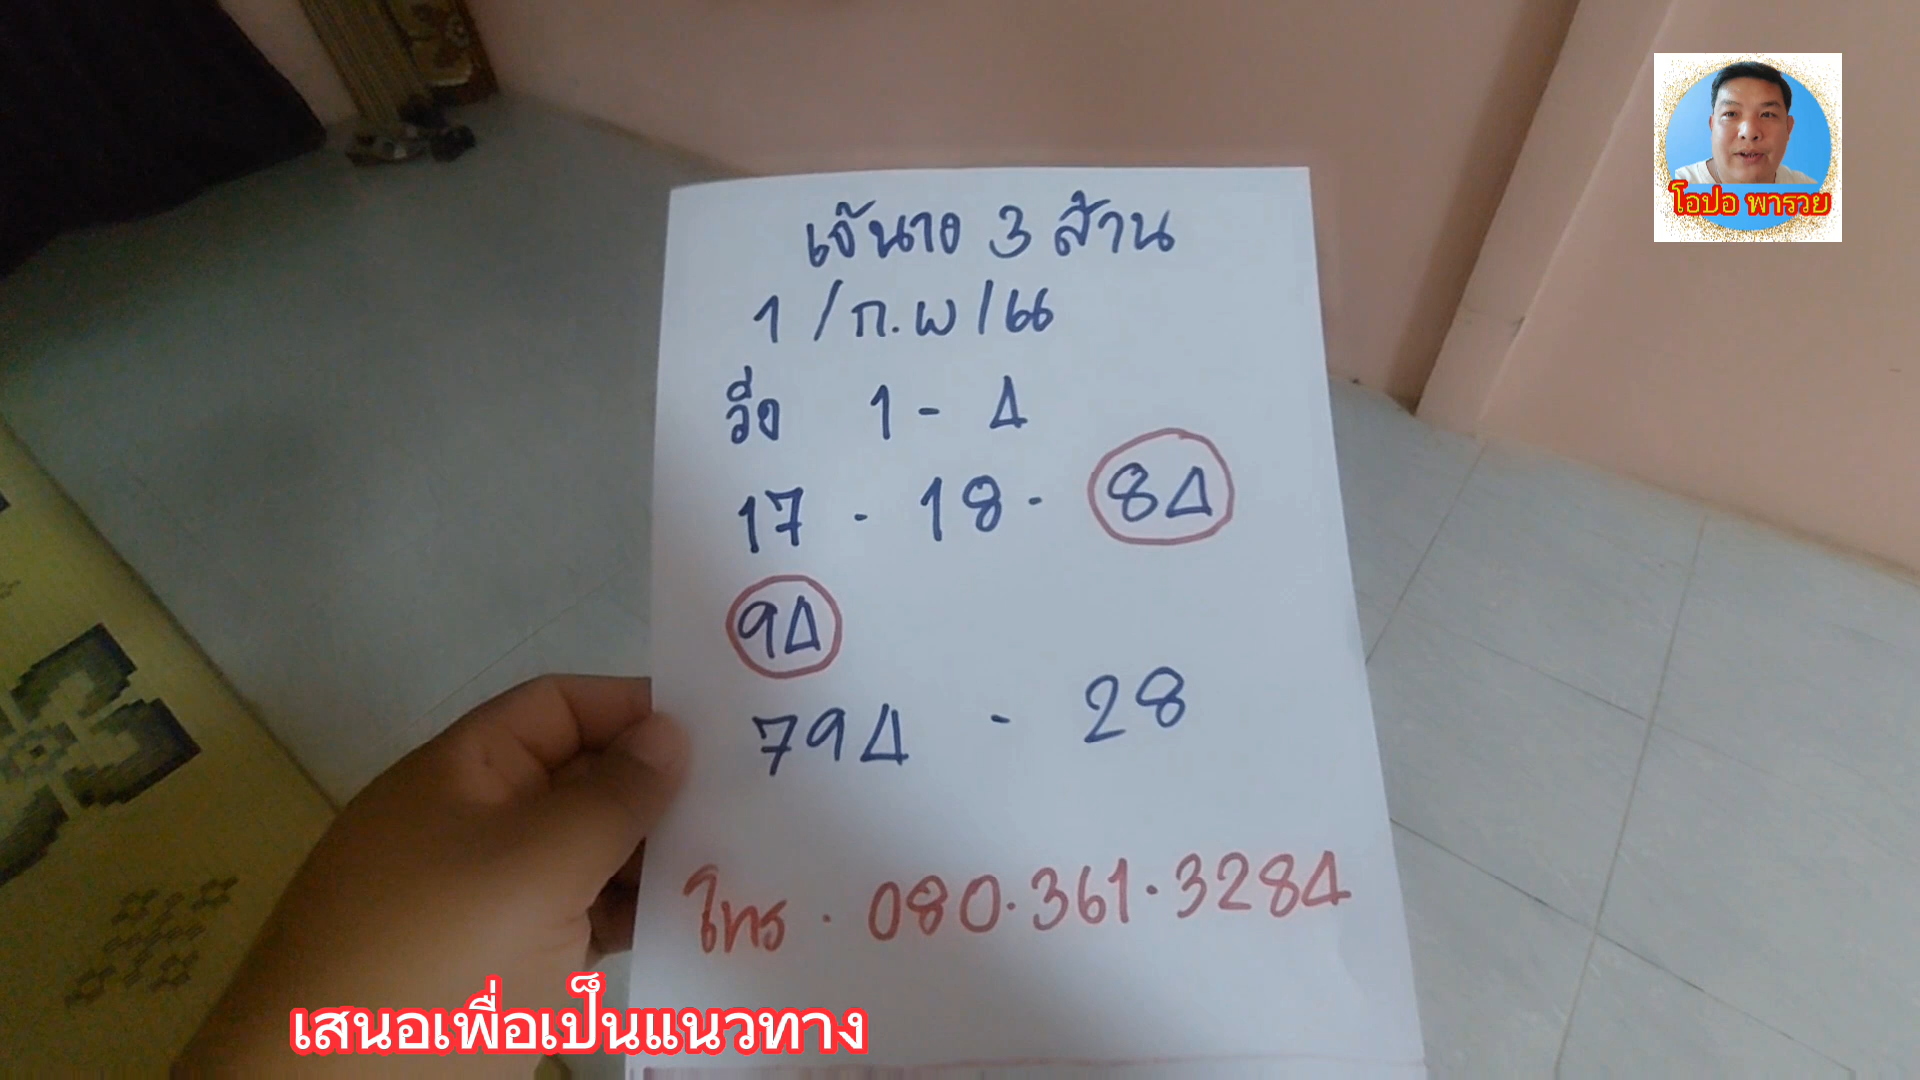 เจ๊นาง 3 ล้าน
1/ก.พ/66
วิ่ง 1 - 4
17 - 18 - 84
94
794 - 28
โทร. 080.361.3284
โอปอ พารวย
เสนอเพื่อเป็นแนวทาง